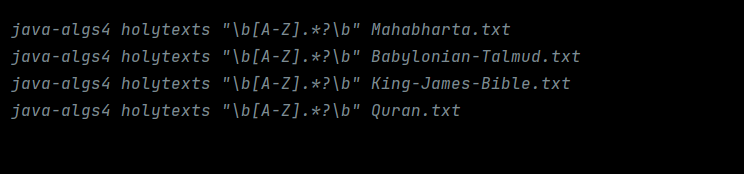 java-algs4 holytexts "\b[A-Z].*?\b" Mahabharta.txt
java-algs4 holytexts "\b[A-Z].*?\b" Babylonian-Talmud.txt
java-algs4 holytexts "\b[A-Z].*?\b" King-James-Bible.txt
java-algs4 holytexts "\b[A-Z].*?\b" Quran.txt